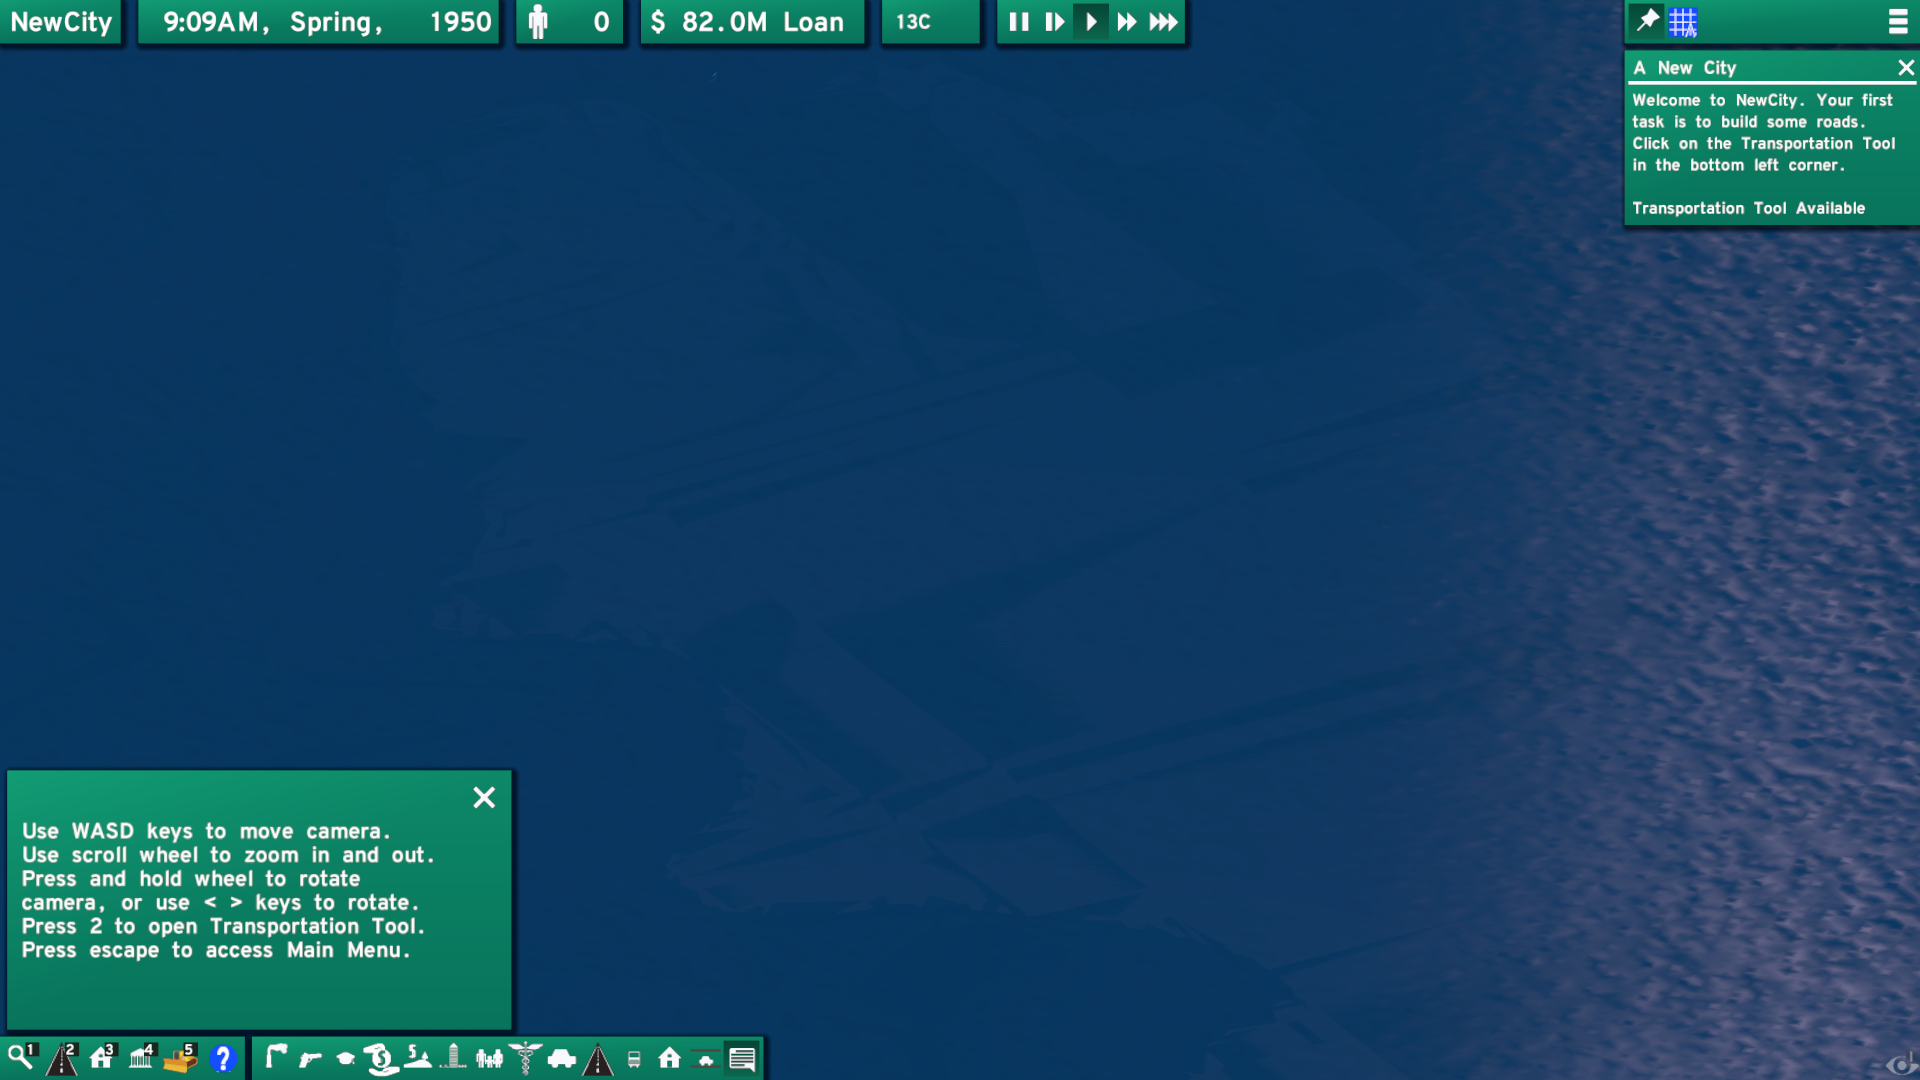 NewCity
9:09AM, Spring, 1950
0
$ 82.0M Loan
13C
A New City
Welcome to NewCity. Your first
task is to build some roads.
Click on the Transportation Tool
in the bottom left corner.
Transportation Tool Available
Use WASD keys to move camera.
Use scroll wheel to zoom in and out.
Press and hold wheel to rotate
camera, or use < > keys to rotate.
Press 2 to open Transportation Tool.
Press escape to access Main Menu.
1 2 3 4 5 ?